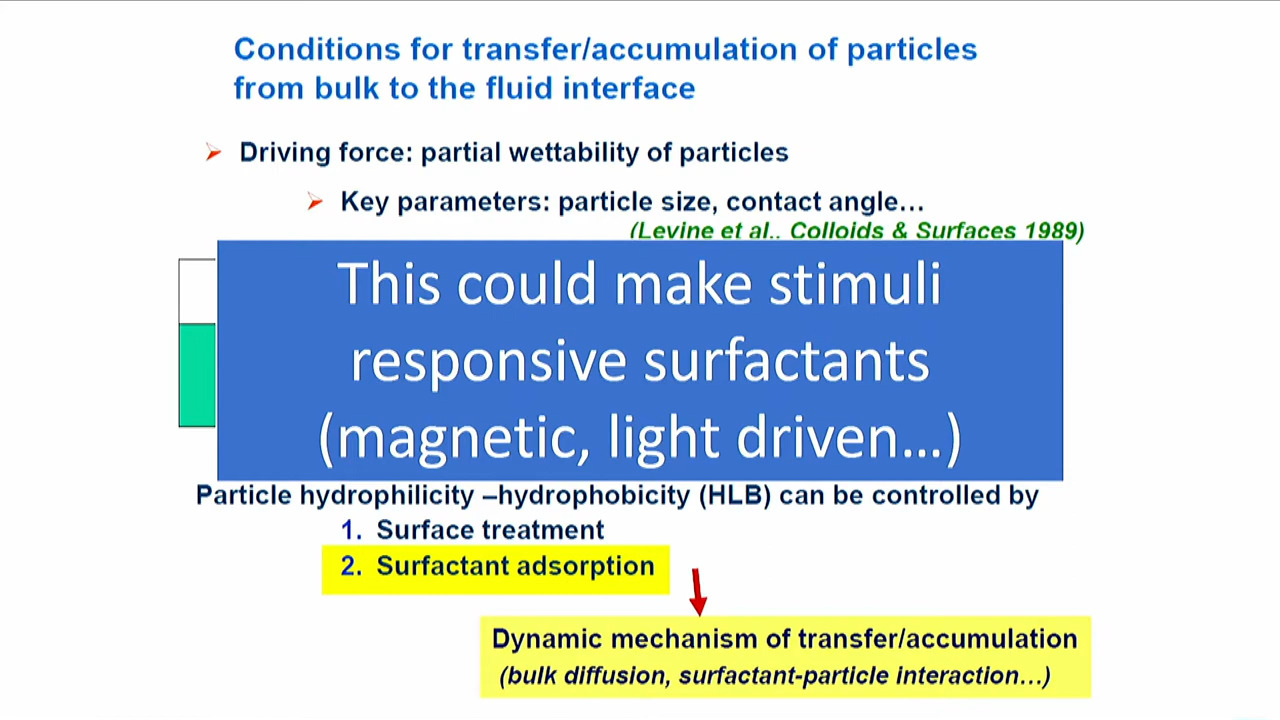 Conditions for transfer/accumulation of particles
from bulk to the fluid interface
Driving force: partial wettability of particles
Key parameters: particle size, contact angle…
(Levine et al., Colloids & Surfaces 1989)
This could make stimuli
responsive surfactants
(magnetic, light driven…)
Particle hydrophilicity –hydrophobicity (HLB) can be controlled by
1. Surface treatment
2. Surfactant adsorption
Dynamic mechanism of transfer/accumulation
(bulk diffusion, surfactant-particle interaction…)